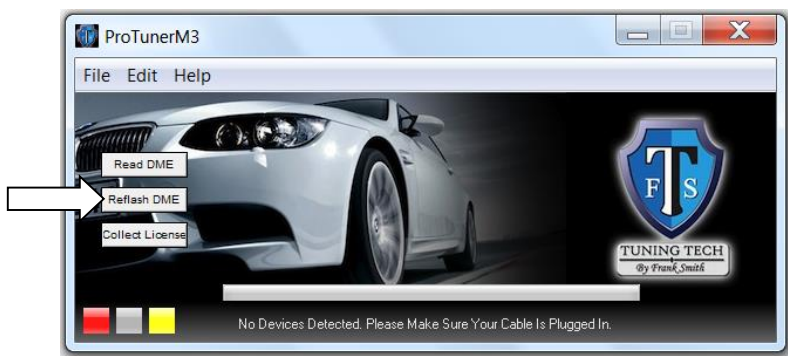 ProTunerM3
File Edit Help
Read DME
Reflash DME
Collect License
T
F S
TUNING TECH
By Frank Smith
No Devices Detected. Please Make Sure Your Cable Is Plugged In.